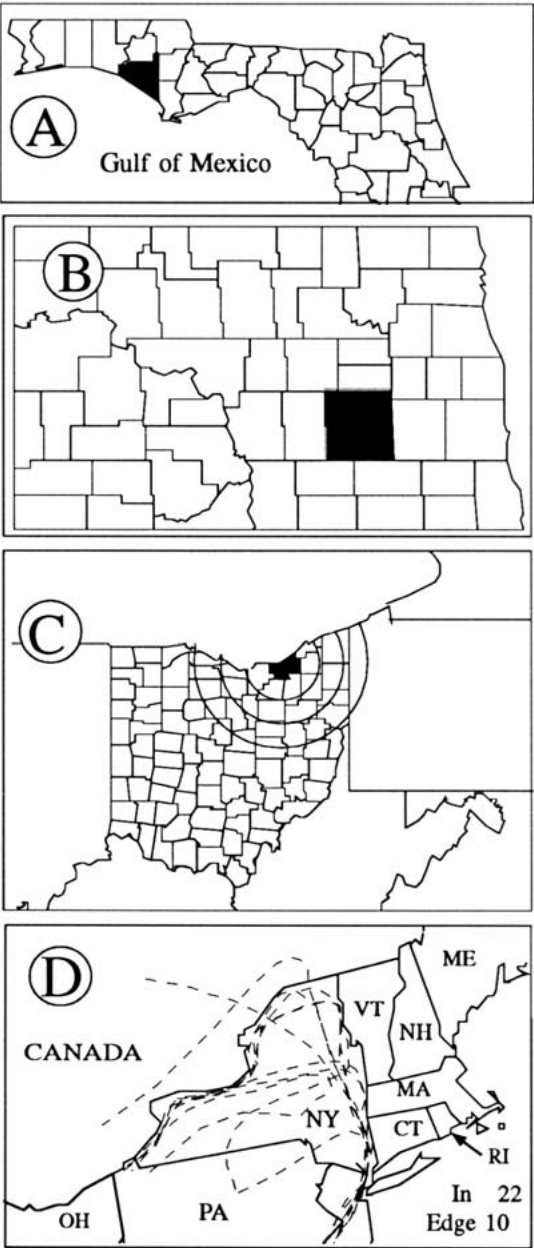 A
Gulf of Mexico
B
C
D
ME
VT
NH
CANADA
MA
NY
CT
RI
PA
OH
In 22
Edge 10